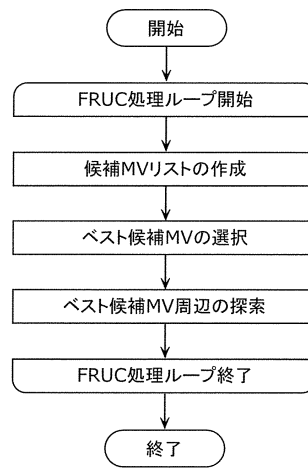 開始
FRUC処理ループ開始
候補MVリストの作成
ベスト候補MVの選択
ベスト候補MV周辺の探索
FRUC処理ループ終了
終了